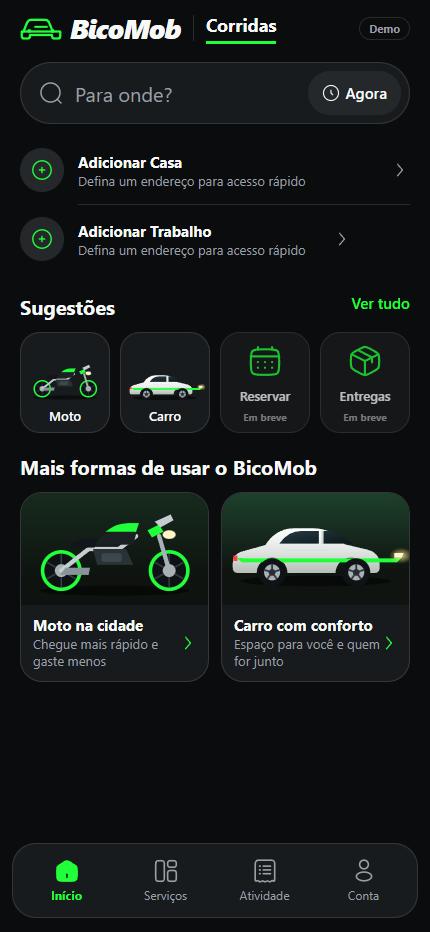 BicoMob
Corridas
Demo
Para onde?
Agora
Adicionar Casa
Defina um endereço para acesso rápido
Adicionar Trabalho
Defina um endereço para acesso rápido
Sugestões
Ver tudo
Moto
Carro
Reservar
Em breve
Entregas
Em breve
Mais formas de usar o BicoMob
Moto na cidade
Chegue mais rápido e
gaste menos
Carro com conforto
Espaço para você e quem
for junto
Início
Serviços
Atividade
Conta